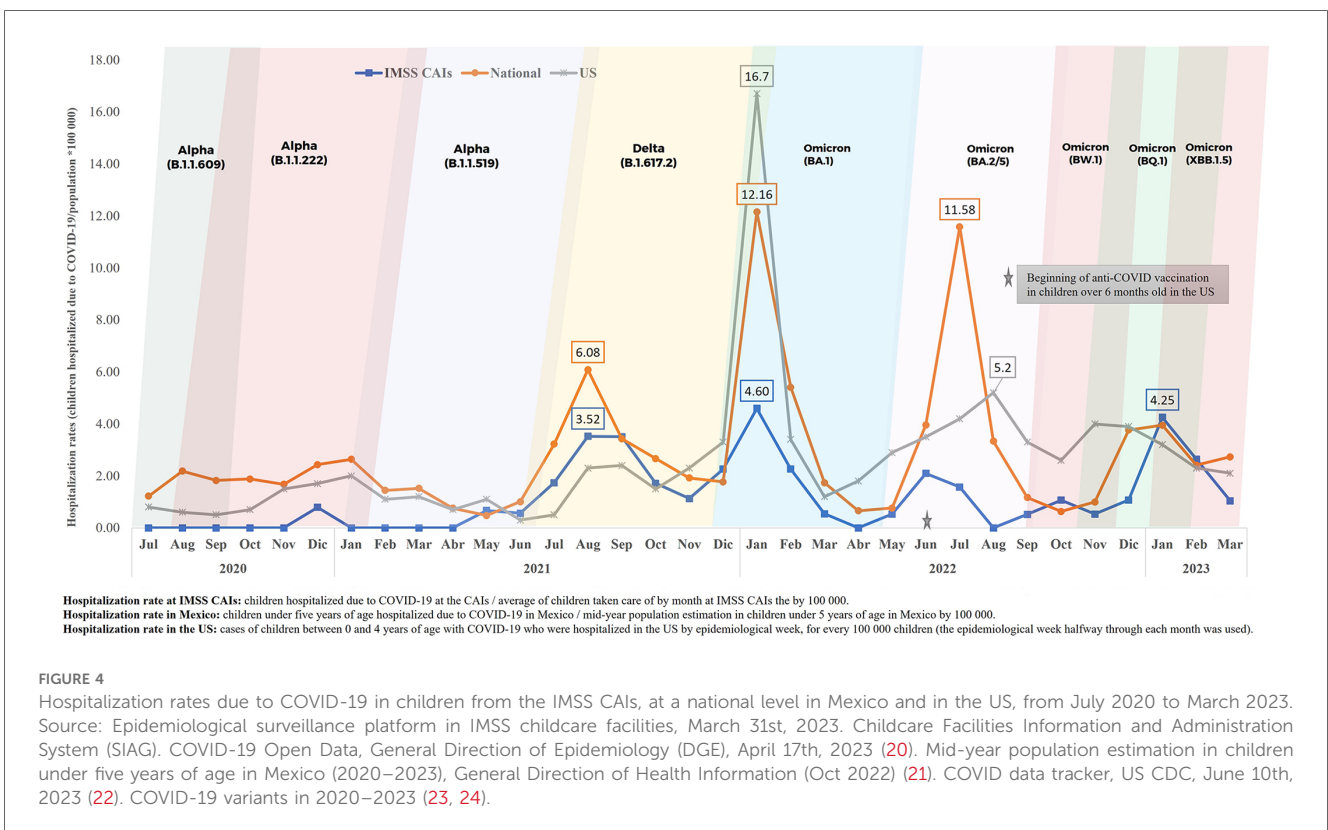 18.00
16.00
14.00
12.00
10.00
8.00
6.00
4.00
2.00
0.00
Hospitalization rates (children hospitalized due to COVID-19/population *100 000)
IMSS CAIs
National
US
Alpha
(B.1.1.609)
Alpha
(B.1.1.222)
Alpha
(B.1.1.519)
Delta
(B.1.617.2)
Omicron
(BA.1)
Omicron
(BA.2/5)
Omicron
(BW.1)
Omicron
(BQ.1)
Omicron
(XBB.1.5)
16.7
12.16
11.58
6.08
3.52
4.60
5.2
4.25
Beginning of anti-COVID vaccination
in children over 6 months old in the US
Jul Aug Sep Oct Nov Dic Jan Feb Mar Abr May Jun Jul Aug Sep Oct Nov Dic Jan Feb Mar Abr May Jun Jul Aug Sep Oct Nov Dic Jan Feb Mar
2020 2021 2022 2023
Hospitalization rate at IMSS CAIs: children hospitalized due to COVID-19 at the CAIs / average of children taken care of by month at IMSS CAIs the by 100 000.
Hospitalization rate in Mexico: children under five years of age hospitalized due to COVID-19 in Mexico / mid-year population estimation in children under 5 years of age in Mexico by 100 000.
Hospitalization rate in the US: cases of children between 0 and 4 years of age with COVID-19 who were hospitalized in the US by epidemiological week, for every 100 000 children (the epidemiological week halfway through each month was used).
FIGURE 4
Hospitalization rates due to COVID-19 in children from the IMSS CAIs, at a national level in Mexico and in the US, from July 2020 to March 2023.
Source: Epidemiological surveillance platform in IMSS childcare facilities, March 31st, 2023. Childcare Facilities Information and Administration
System (SIAG). COVID-19 Open Data, General Direction of Epidemiology (DGE), April 17th, 2023 (20). Mid-year population estimation in children
under five years of age in Mexico (2020–2023), General Direction of Health Information (Oct 2022) (21). COVID data tracker, US CDC, June 10th,
2023 (22). COVID-19 variants in 2020–2023 (23, 24).